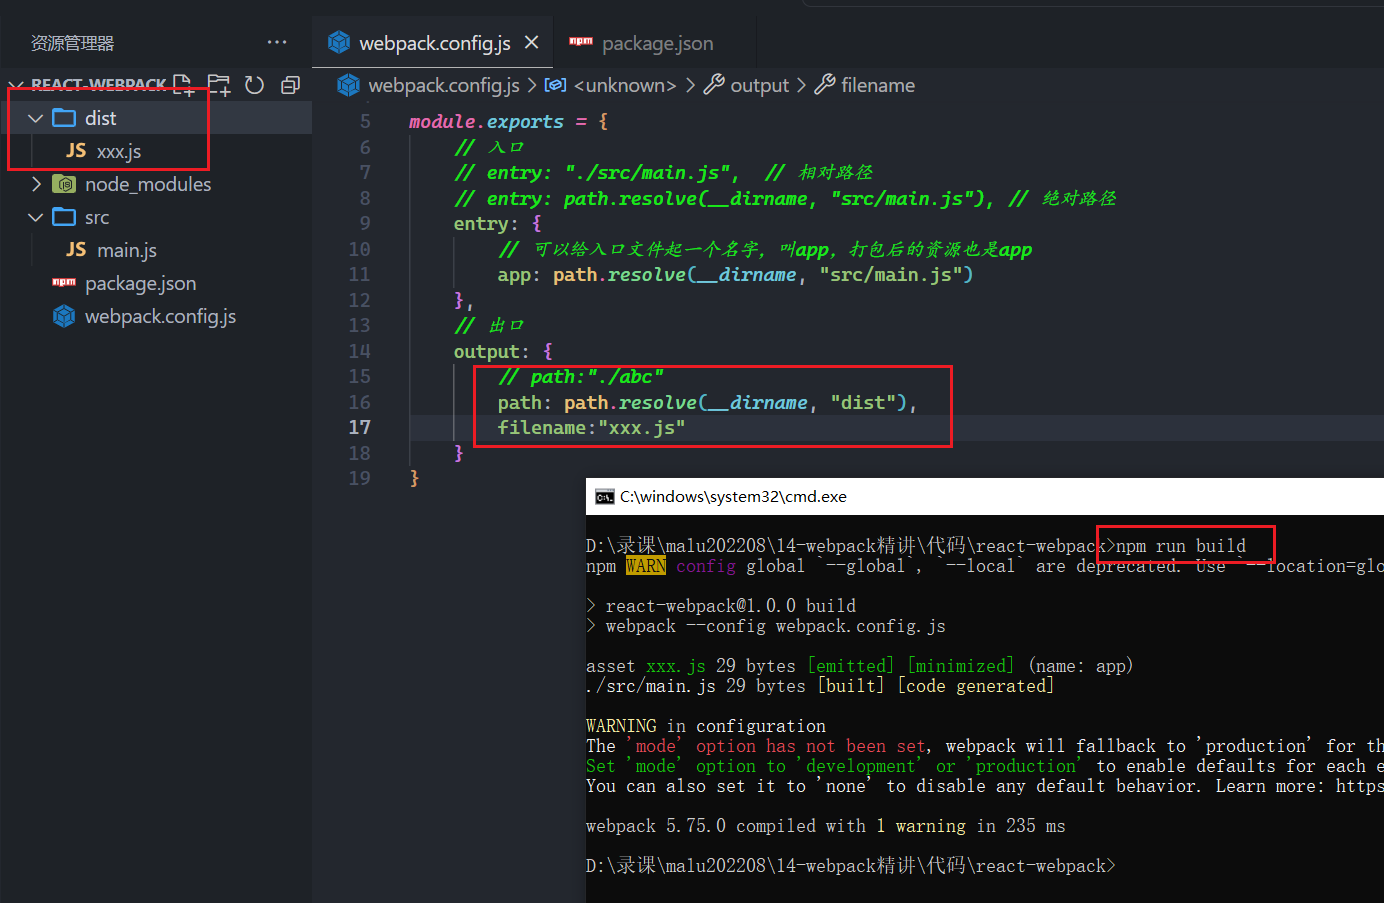 资源管理器
···
webpack.config.js
package.json
REACT-WEBPACK
webpack.config.js > <unknown> > output > filename
dist
JS xxx.js
node_modules
src
JS main.js
npm package.json
webpack.config.js
5 module.exports = {
6 // 入口
7 // entry: "./src/main.js",  // 相对路径
8 // entry: path.resolve(__dirname, "src/main.js"), // 绝对路径
9 entry: {
10 // 可以给入口文件起一个名字，叫app，打包后的资源也是app
11 app: path.resolve(__dirname, "src/main.js")
12 },
13 // 出口
14 output: {
15 // path:"./abc"
16 path: path.resolve(__dirname, "dist"),
17 filename:"xxx.js"
18 }
19 }
C:\windows\system32\cmd.exe
D:\录课\malu202208\14-webpack精讲\代码\react-webpack>npm run build
npm WARN config global `--global`, `--local` are deprecated. Use `--location=glo
> react-webpack@1.0.0 build
> webpack --config webpack.config.js
asset xxx.js 29 bytes [emitted] [minimized] (name: app)
./src/main.js 29 bytes [built] [code generated]
WARNING in configuration
The 'mode' option has not been set, webpack will fallback to 'production' for th
Set 'mode' option to 'development' or 'production' to enable defaults for each e
You can also set it to 'none' to disable any default behavior. Learn more: https
webpack 5.75.0 compiled with 1 warning in 235 ms
D:\录课\malu202208\14-webpack精讲\代码\react-webpack>